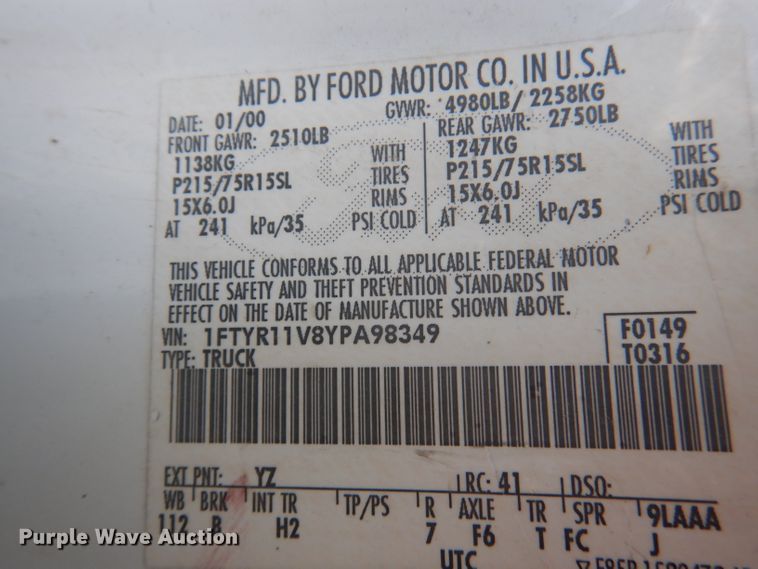 MFD. BY FORD MOTOR CO. IN U.S.A.
DATE: 01/00 GVWR: 4980LB/ 2258KG
FRONT GAWR: 2510LB REAR GAWR: 2750LB
1138KG WITH 1247KG WITH
P215/75R15SL TIRES P215/75R15SL TIRES
15X6.0J RIMS 15X6.0J RIMS
AT 241 kPa/35 PSI COLD AT 241 kPa/35 PSI COLD
THIS VEHICLE CONFORMS TO ALL APPLICABLE FEDERAL MOTOR
VEHICLE SAFETY AND THEFT PREVENTION STANDARDS IN
EFFECT ON THE DATE OF MANUFACTURE SHOWN ABOVE.
VIN: 1FTYR11V8YPA98349 F0149
TYPE: TRUCK T0316
EXT PNT: YZ RC: 41 DSO:
WB BRK INT TR TP/PS R AXLE TR SPR 9LAAA
112 B H2 7 F6 T FC J
UTC
Purple Wave Auction